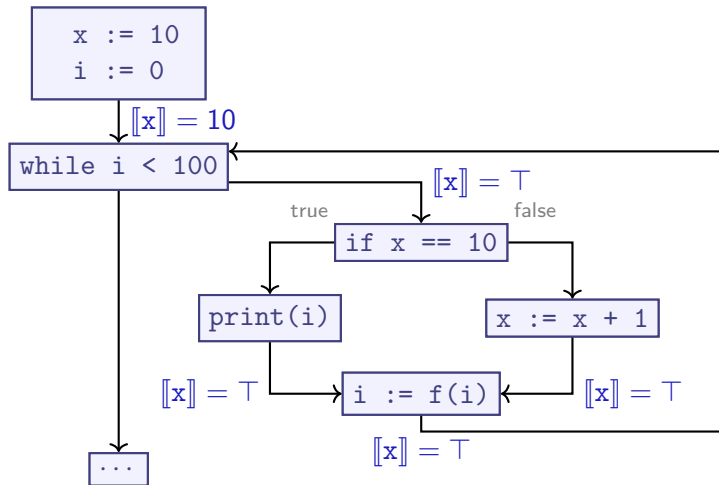 x := 10
i := 0
⟦x⟧ = 10
while i < 100
⟦x⟧ = ⊤
true
false
if x == 10
print(i)
x := x + 1
⟦x⟧ = ⊤
i := f(i)
⟦x⟧ = ⊤
⟦x⟧ = ⊤
...